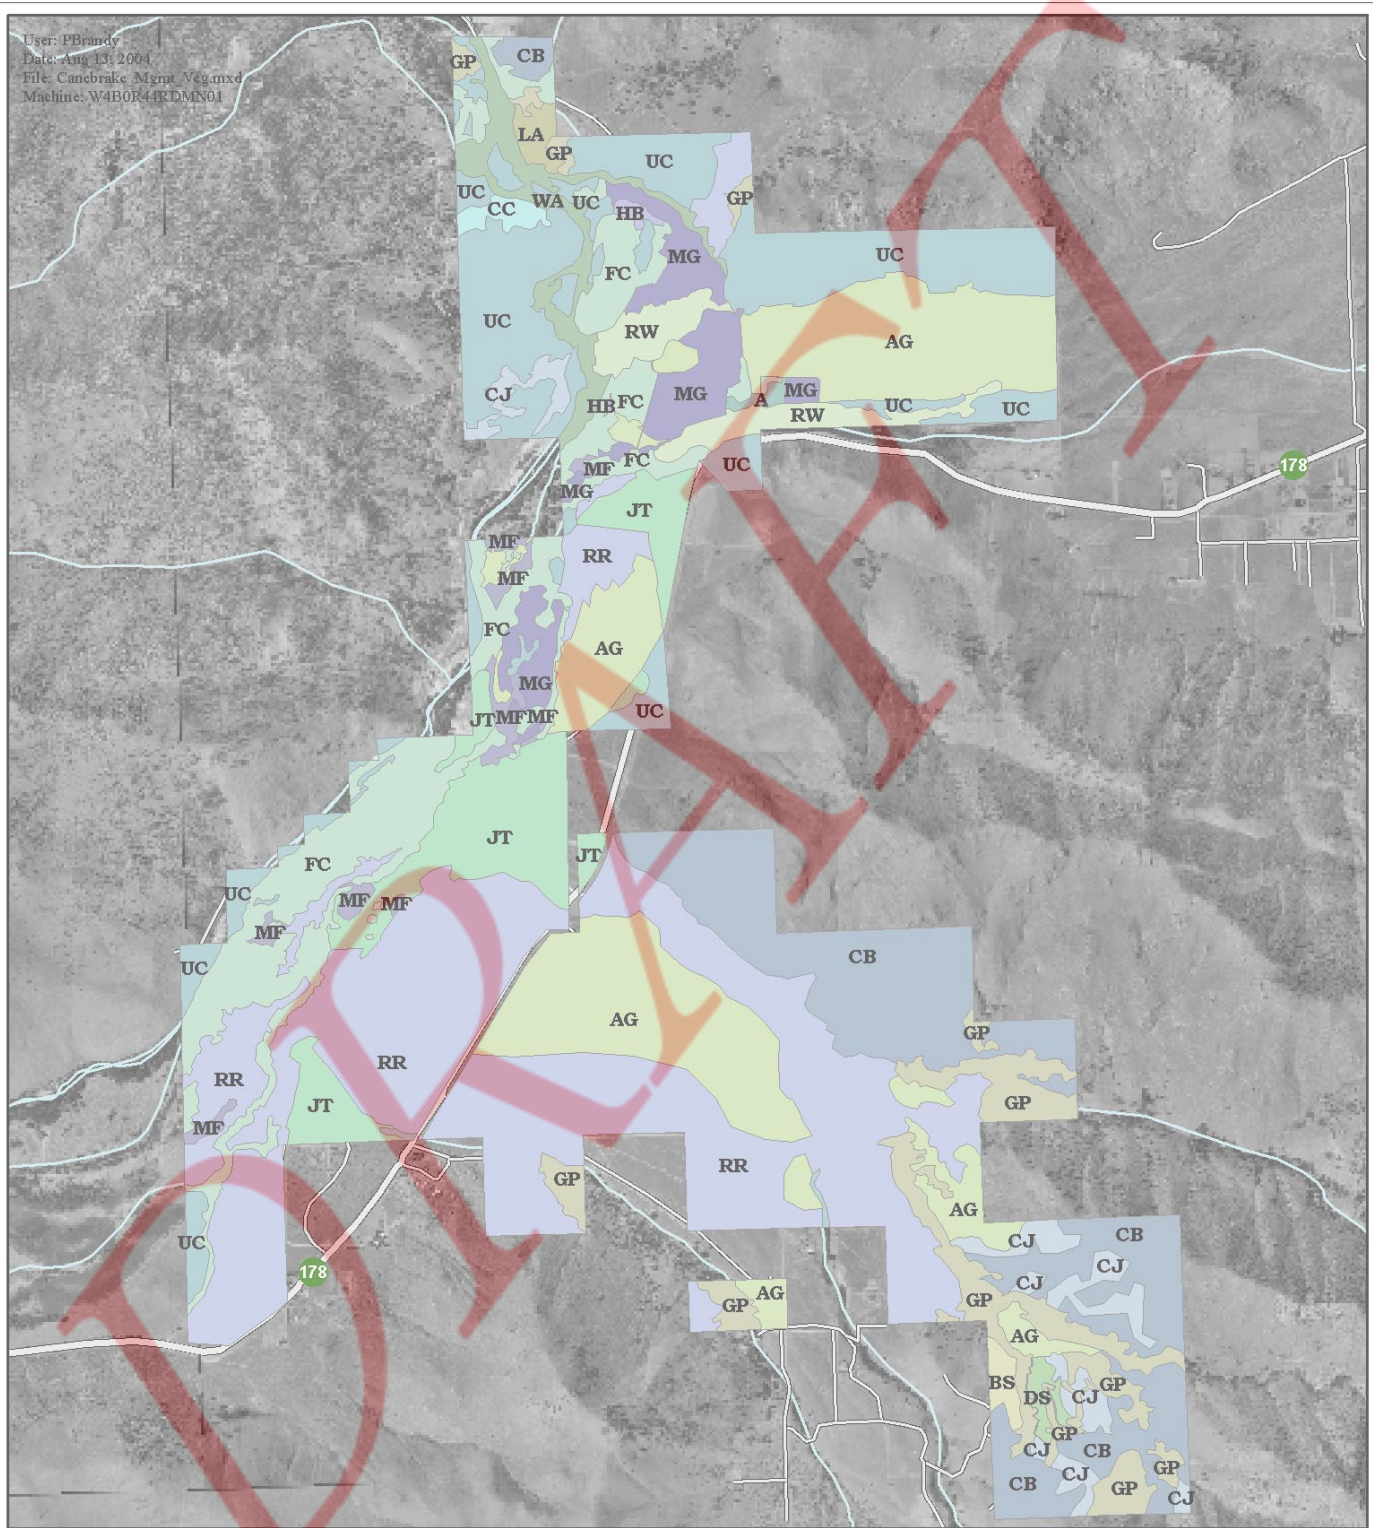 User: PBrandy
Date: Aug 13, 2004
File: Canebrake_Mgmt_Veg.mxd
Machine: W4B0R44RDMN01
GP
CB
LA
GP
UC
UC
CC
WA
UC
HB
GP
MG
UC
FC
UC
RW
AG
CJ
HB
FC
MG
A
MG
RW
UC
UC
MF
FC
UC
178
MG
JT
MF
RR
MF
FC
AG
MG
JT
MF
MF
UC
JT
JT
FC
UC
MF
MF
MF
UC
CB
AG
GP
RR
RR
GP
JT
MF
RR
GP
AG
UC
CJ
CB
CJ
178
CJ
GP
AG
GP
AG
BS
DS
CJ
GP
GP
CJ
CB
CB
CJ
GP
GP
CJ
DRAFT